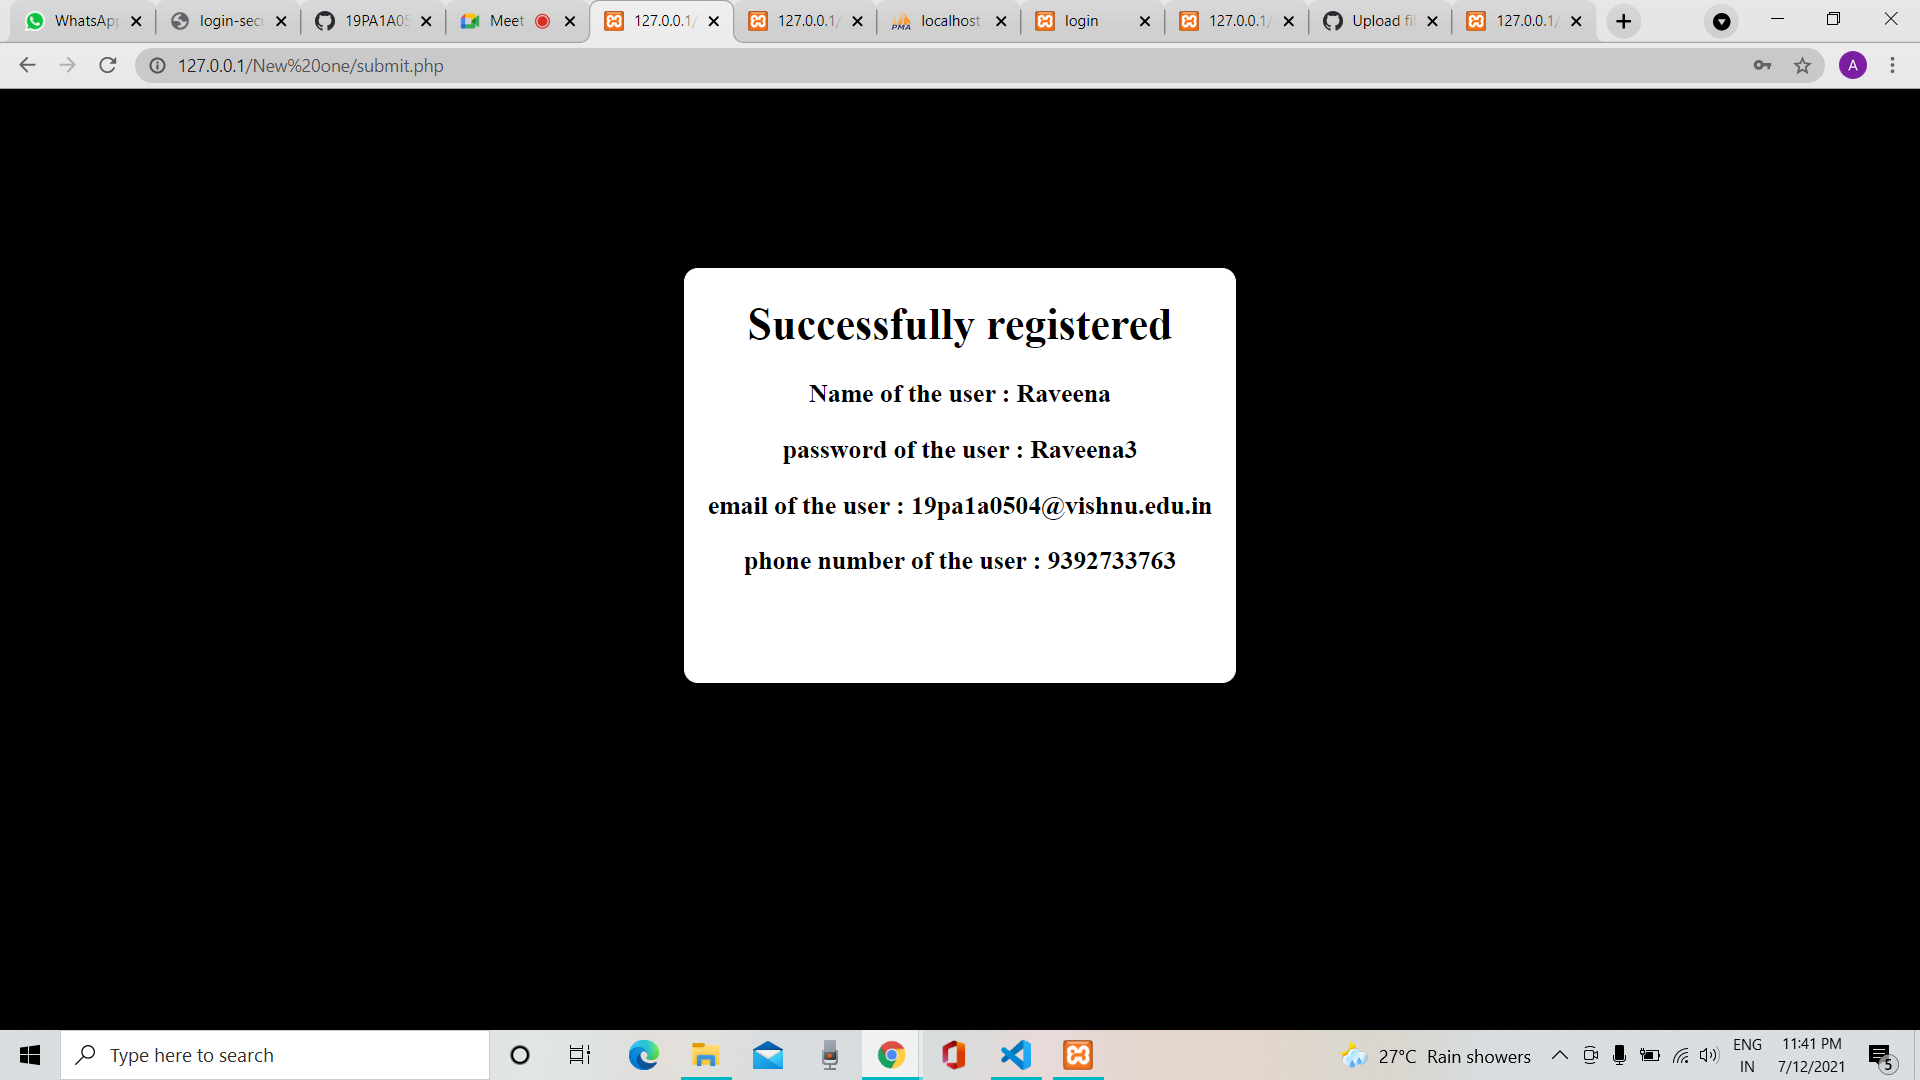 WhatsApp
login-secu
19PA1A05
Meet
127.0.0.1/
127.0.0.1/
PMA
localhost
login
127.0.0.1/
Upload fil
127.0.0.1/
127.0.0.1/New%20one/submit.php
A
Successfully registered
Name of the user : Raveena
password of the user : Raveena3
email of the user : 19pa1a0504@vishnu.edu.in
phone number of the user : 9392733763
Type here to search
27°C Rain showers
ENG
IN
11:41 PM
7/12/2021
5